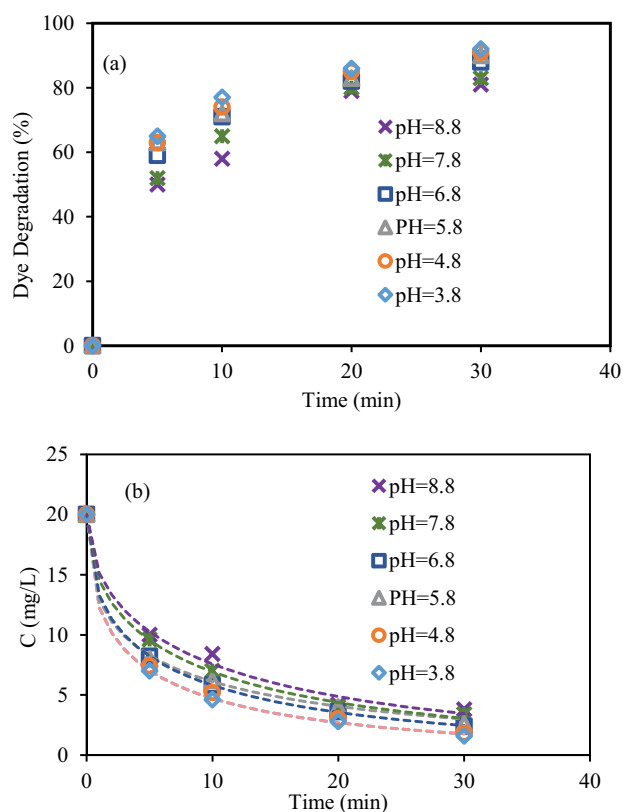 100
(a)
80
60
40
20
0
Dye Degradation (%)
pH=8.8
pH=7.8
pH=6.8
PH=5.8
pH=4.8
pH=3.8
0 10 20 30 40
Time (min)
25
(b)
20
15
10
5
0
C (mg/L)
pH=8.8
pH=7.8
pH=6.8
PH=5.8
pH=4.8
pH=3.8
0 10 20 30 40
Time (min)